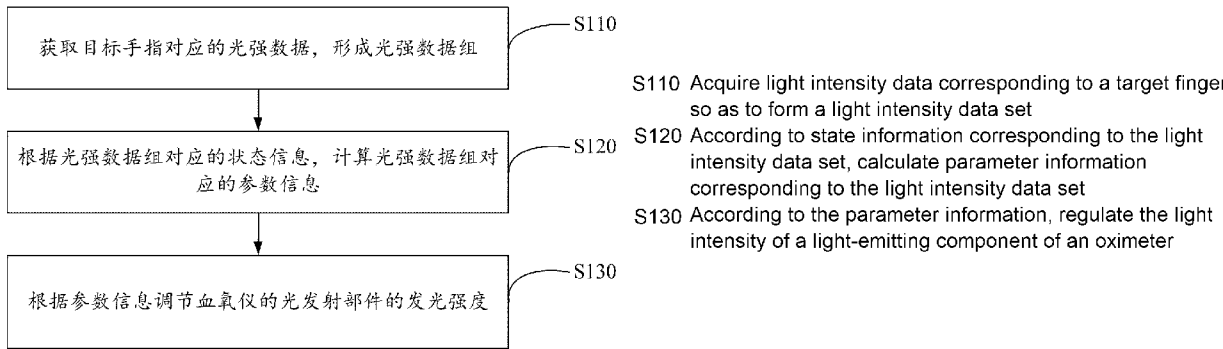 获取目标手指对应的光强数据，形成光强数据组
S110
根据光强数据组对应的状态信息，计算光强数据组对
应的参数信息
S120
根据参数信息调节血氧仪的光发射部件的发光强度
S130
S110 Acquire light intensity data corresponding to a target finger
so as to form a light intensity data set
S120 According to state information corresponding to the light
intensity data set, calculate parameter information
corresponding to the light intensity data set
S130 According to the parameter information, regulate the light
intensity of a light-emitting component of an oximeter